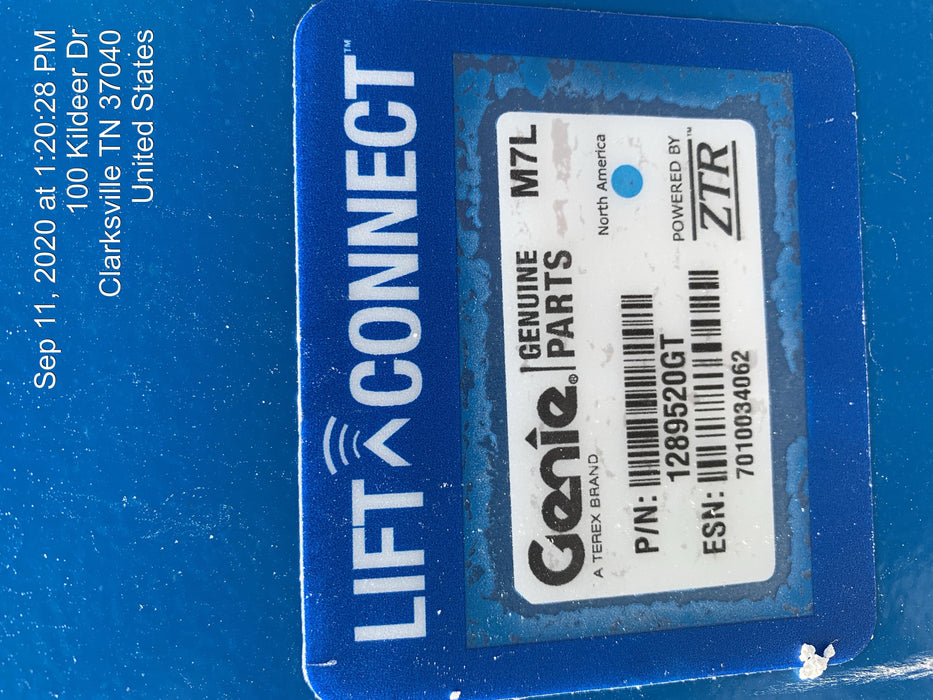 Sep 11, 2020 at 1:20:28 PM
100 Kildeer Dr
Clarksville TN 37040
United States
LIFT CONNECT™
Genie® GENUINE PARTS
A TEREX BRAND
M7L
North America
P/N:
1289520GT
ESN:
7010034062
POWERED BY
ZTR™